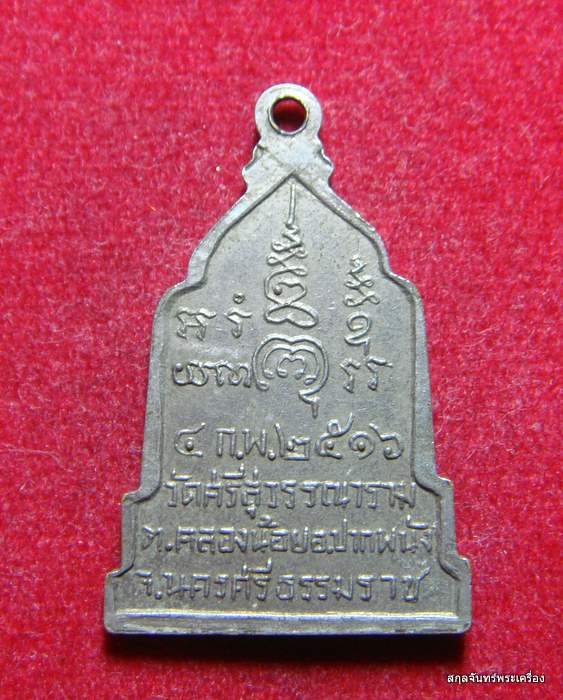 ๔ ก.พ.๒๕๑๖
วัดศรีสุวรรณาราม
ต.คลองน้อยอ.ปากพนัง
จ.นครศรีธรรมราช
สกุลจันทร์พระเครื่อง